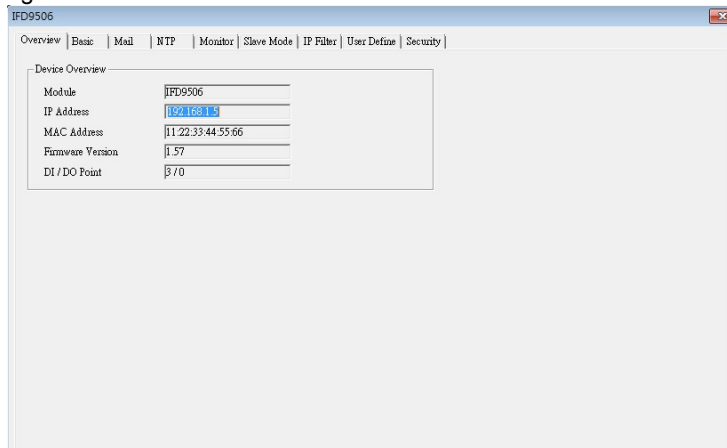 IFD9506
Overview Basic Mail NTP Monitor Slave Mode IP Filter User Define Security
Device Overview
Module IFD9506
IP Address 192.168.1.5
MAC Address 11:22:33:44:55:66
Firmware Version 1.57
DI / DO Point 3 / 0